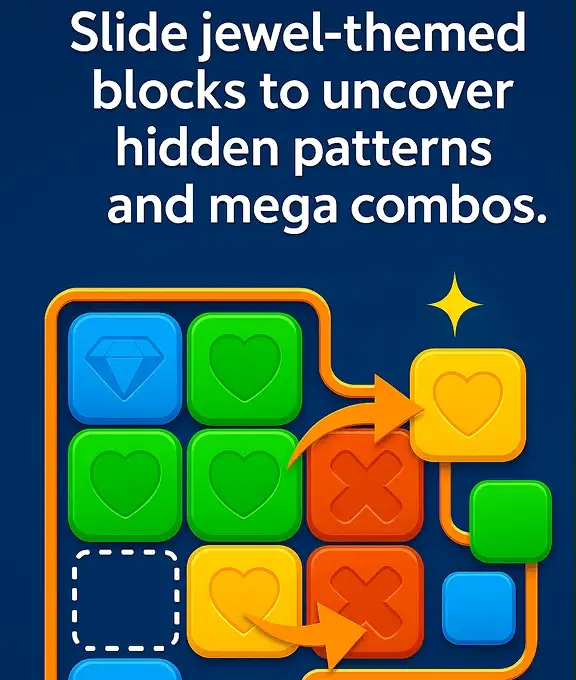 Slide jewel-themed
blocks to uncover
hidden patterns
and mega combos.